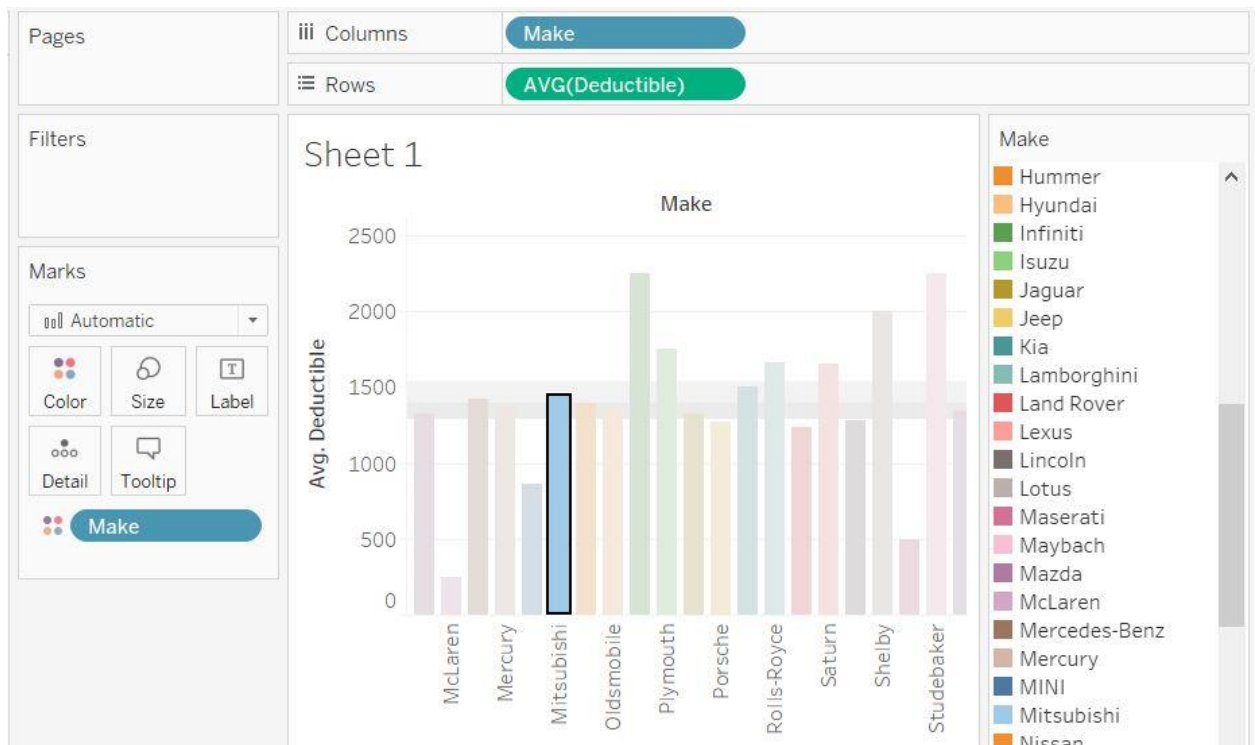 Pages
iii Columns
Make
Rows
AVG(Deductible)
Filters
Marks
Automatic
Color
Size
T
Label
Detail
Tooltip
Make
Sheet 1
Make
Avg. Deductible
2500
2000
1500
1000
500
0
McLaren
Mercury
Mitsubishi
Oldsmobile
Plymouth
Porsche
Rolls-Royce
Saturn
Shelby
Studebaker
Make
Hummer
Hyundai
Infiniti
Isuzu
Jaguar
Jeep
Kia
Lamborghini
Land Rover
Lexus
Lincoln
Lotus
Maserati
Maybach
Mazda
McLaren
Mercedes-Benz
Mercury
MINI
Mitsubishi
Nissan